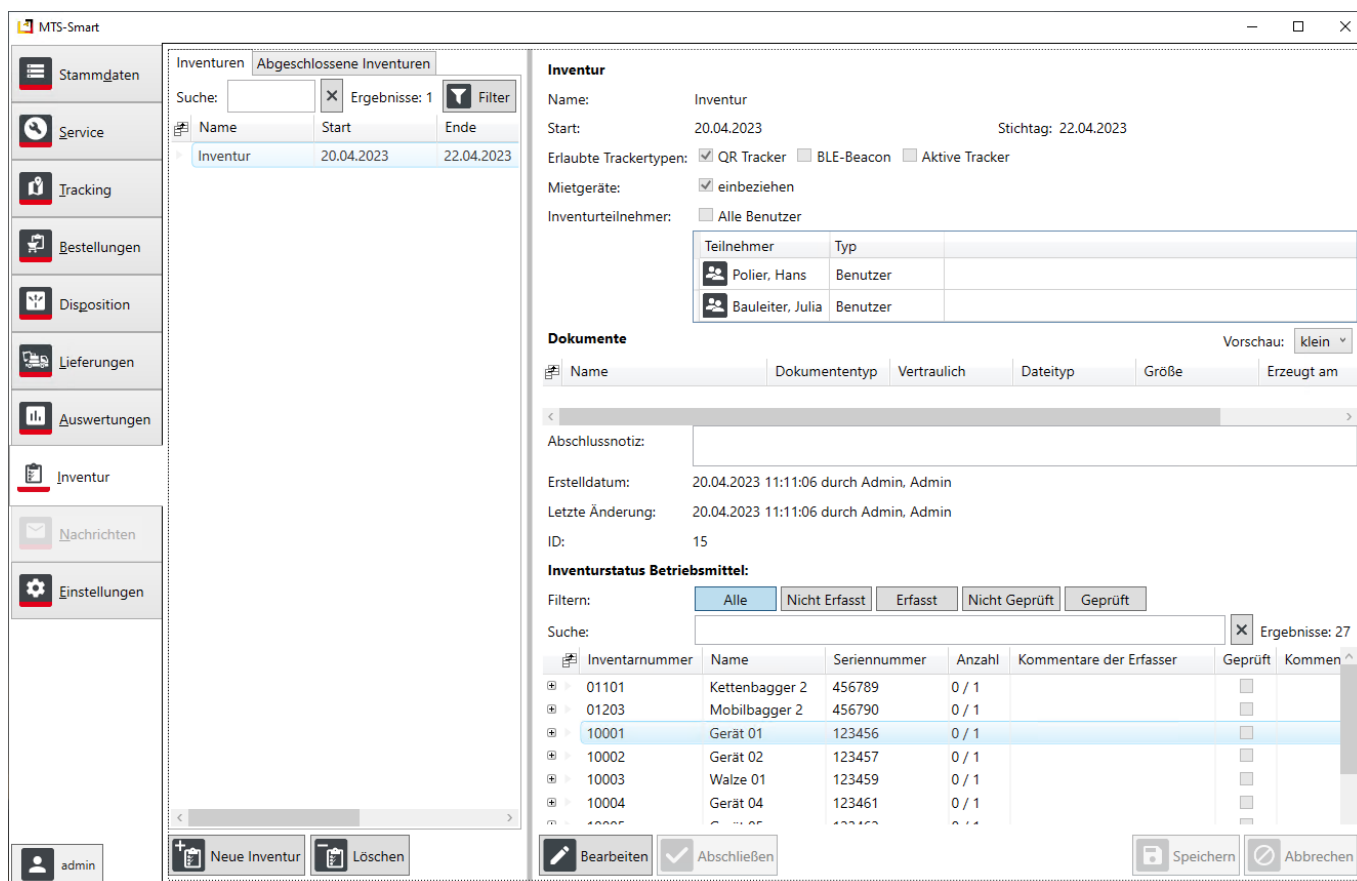 MTS-Smart
Stammdaten
Service
Tracking
Bestellungen
Disposition
Lieferungen
Auswertungen
Inventur
Nachrichten
Einstellungen
admin
Inventuren Abgeschlossene Inventuren
Suche: Ergebnisse: 1 Filter
Name Start Ende
Inventur 20.04.2023 22.04.2023
Neue Inventur Löschen
Inventur
Name: Inventur
Start: 20.04.2023 Stichtag: 22.04.2023
Erlaubte Trackertypen: QR Tracker BLE-Beacon Aktive Tracker
Mietgeräte: einbeziehen
Inventurteilnehmer: Alle Benutzer
Teilnehmer Typ
Polier, Hans Benutzer
Bauleiter, Julia Benutzer
Dokumente Vorschau: klein
Name Dokumententyp Vertraulich Dateityp Größe Erzeugt am
Abschlussnotiz:
Erstelldatum: 20.04.2023 11:11:06 durch Admin, Admin
Letzte Änderung: 20.04.2023 11:11:06 durch Admin, Admin
ID: 15
Inventurstatus Betriebsmittel:
Filtern: Alle Nicht Erfasst Erfasst Nicht Geprüft Geprüft
Suche: Ergebnisse: 27
Inventarnummer Name Seriennummer Anzahl Kommentare der Erfasser Geprüft Kommen
01101 Kettenbagger 2 456789 0 / 1
01203 Mobilbagger 2 456790 0 / 1
10001 Gerät 01 123456 0 / 1
10002 Gerät 02 123457 0 / 1
10003 Walze 01 123459 0 / 1
10004 Gerät 04 123461 0 / 1
Bearbeiten Abschließen Speichern Abbrechen